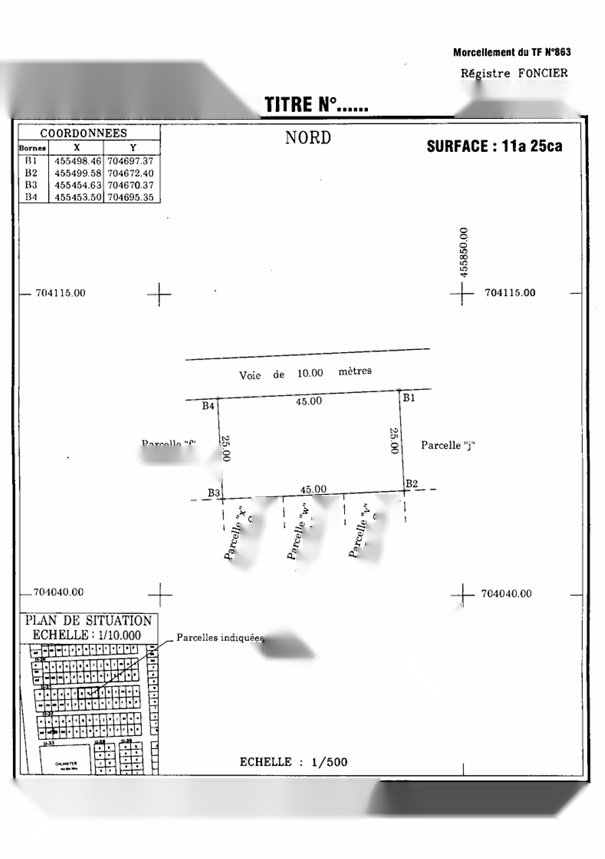 Morcellement du TF N°863
Régistre FONCIER
TITRE N°......
COORDONNEES
Bornes X Y
B1 455498.46 704697.37
B2 455499.58 704672.40
B3 455454.63 704670.37
B4 455453.50 704695.35
NORD
SURFACE : 11a 25ca
455850.00
704115.00
704115.00
Voie de 10.00 mètres
B4
45.00
B1
Parcelle "f"
25.00
25.00
Parcelle "j"
B3
45.00
B2
Parcelle "x"
Parcelle "w"
Parcelle "v"
704040.00
704040.00
PLAN DE SITUATION
ECHELLE : 1/10.000
Parcelles indiquées
ECHELLE : 1/500